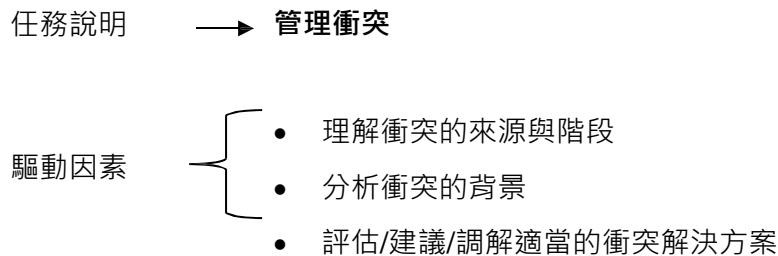 任務說明 管理衝突
• 理解衝突的來源與階段
驅動因素
• 分析衝突的背景
• 評估/建議/調解適當的衝突解決方案